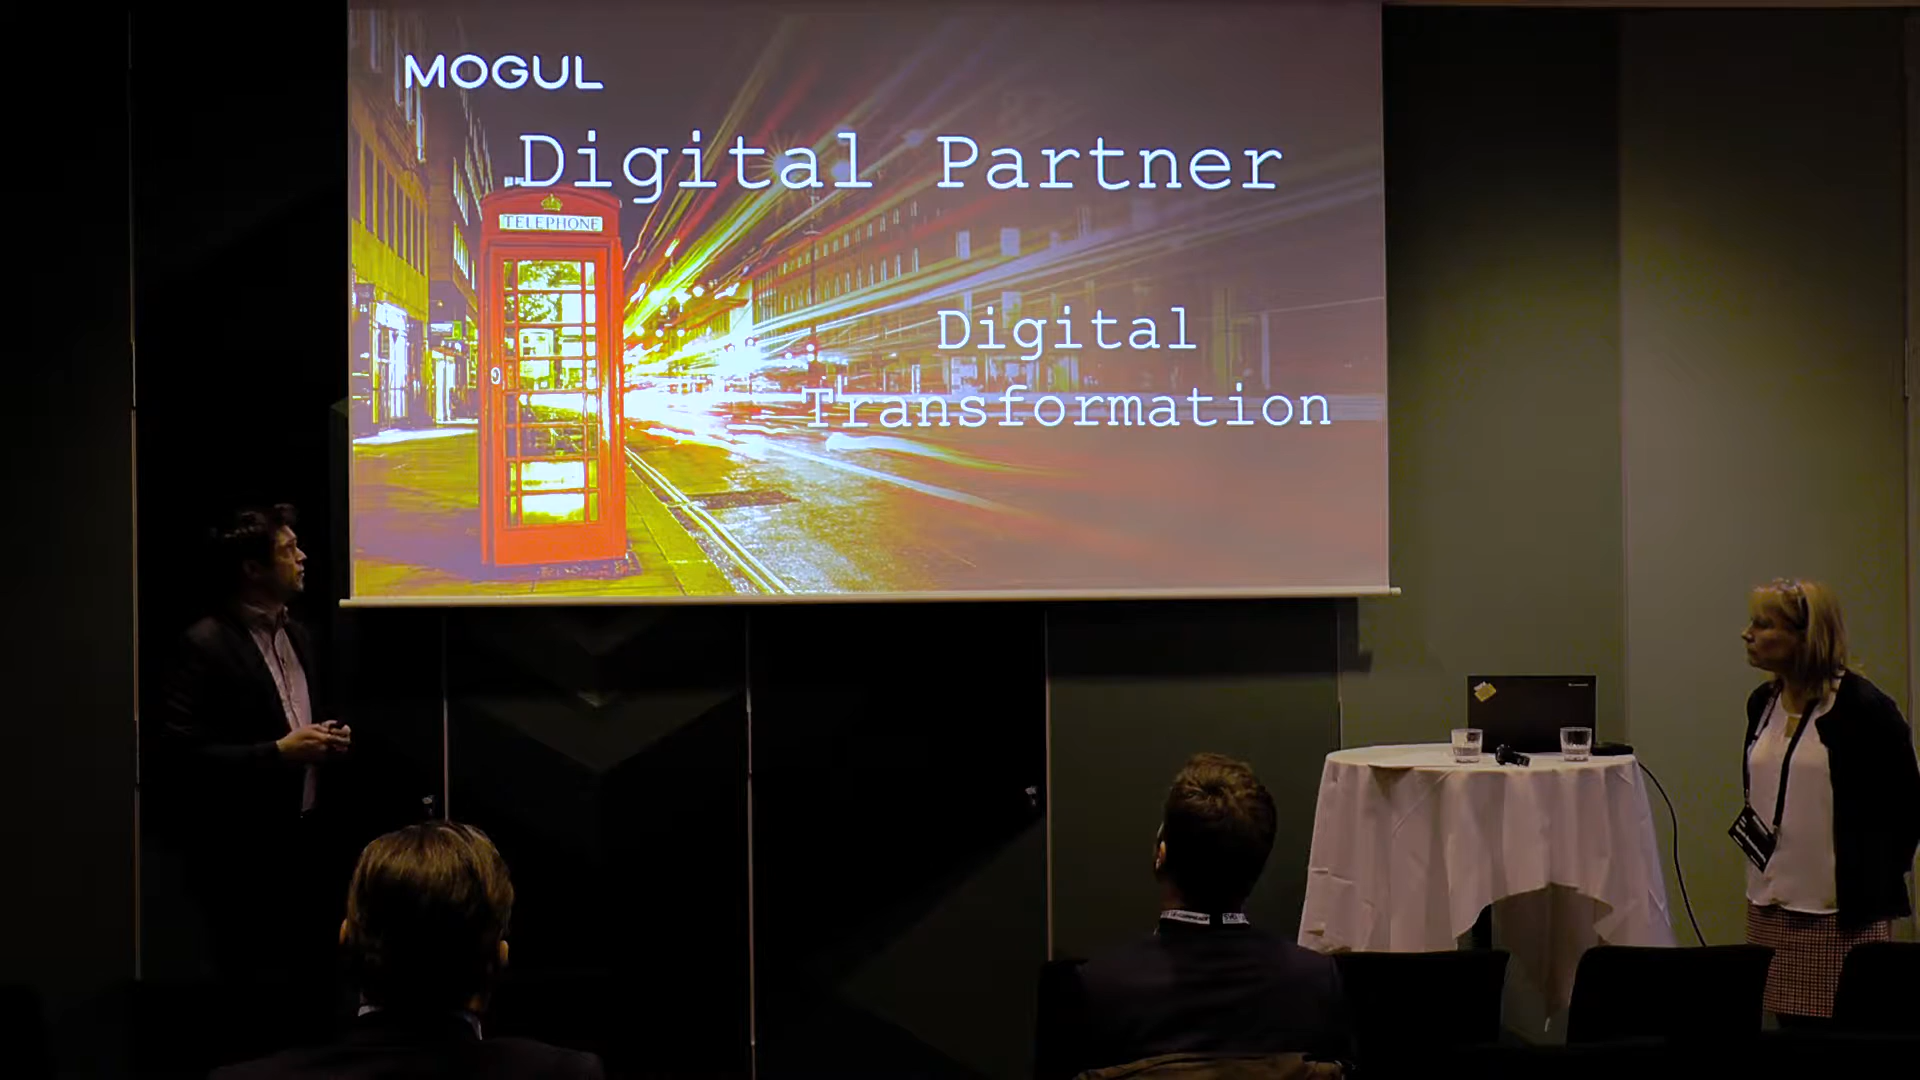 MOGUL
Digital Partner
TELEPHONE
Digital
Transformation